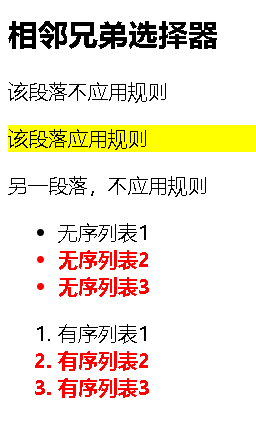 相邻兄弟选择器
该段落不应用规则
该段落应用规则
另一段落，不应用规则
• 无序列表1
• 无序列表2
• 无序列表3
1. 有序列表1
2. 有序列表2
3. 有序列表3